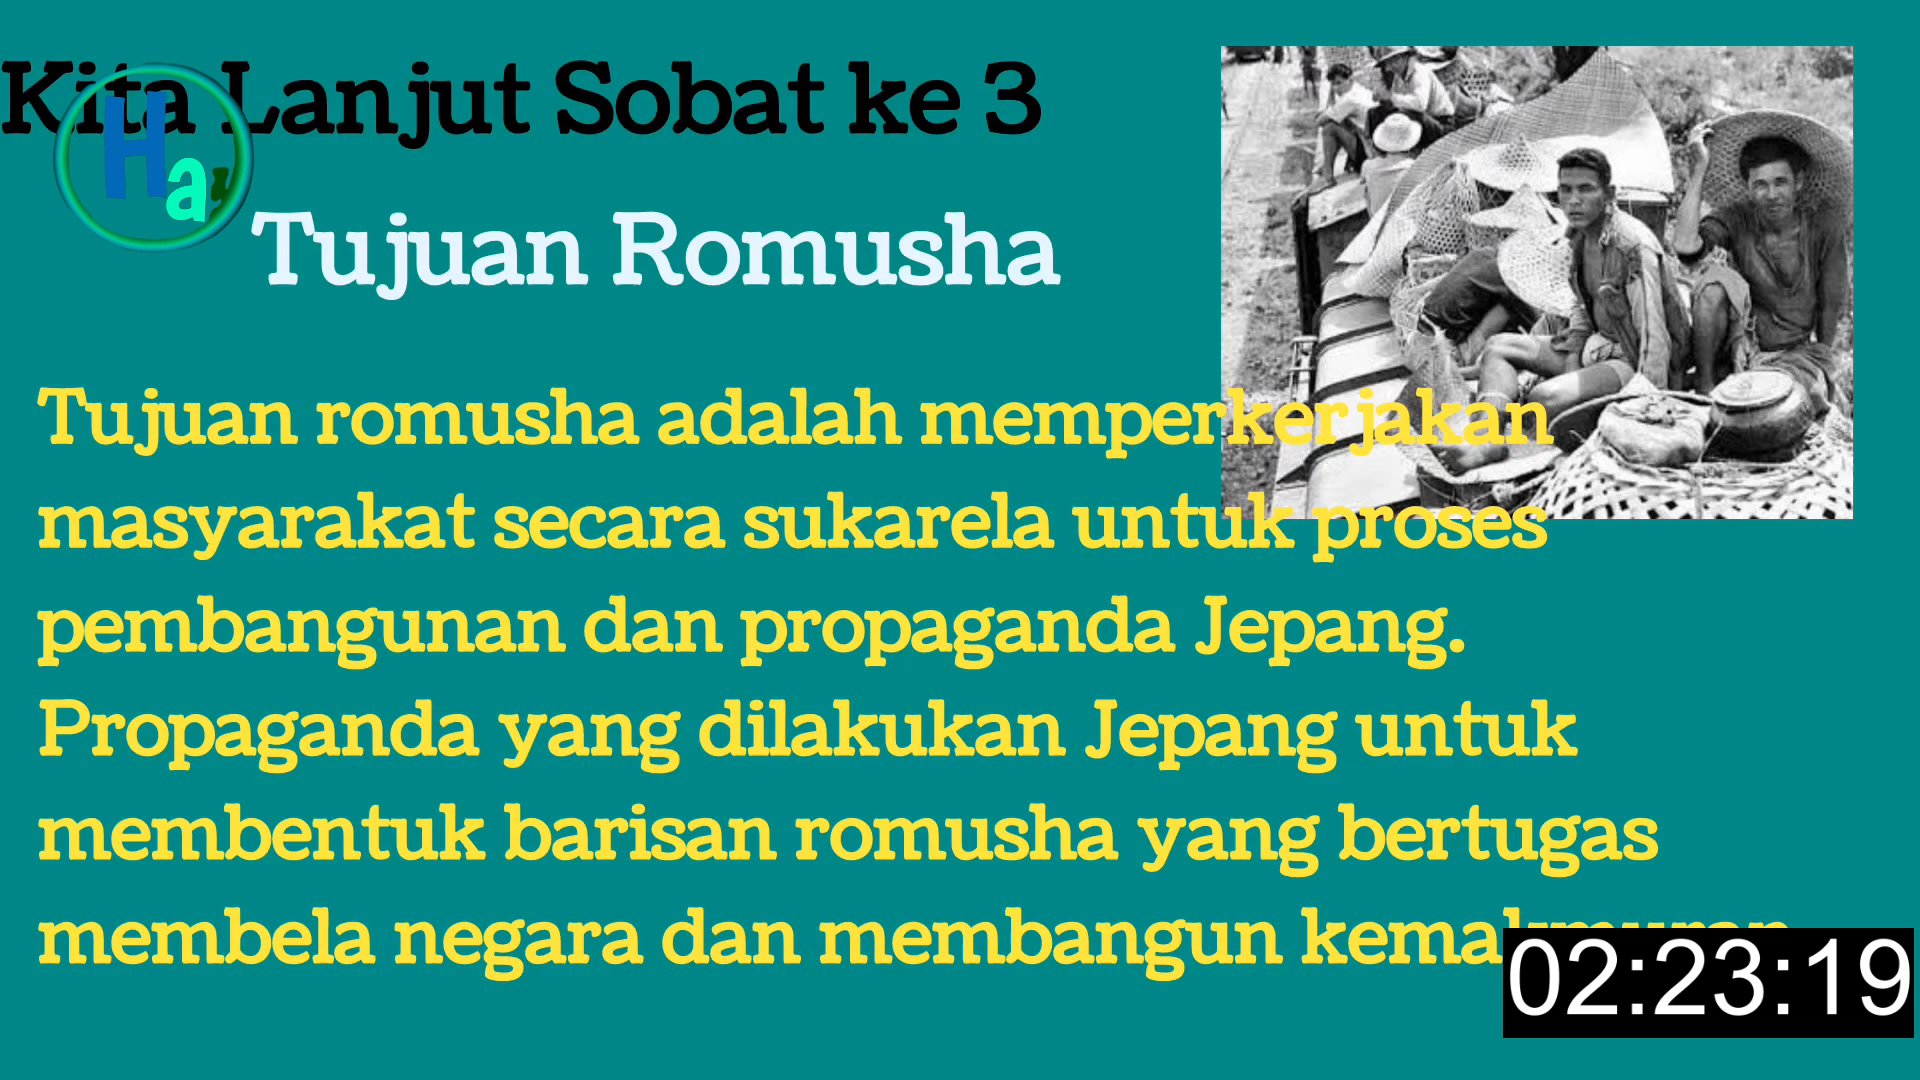 Kita Lanjut Sobat ke 3
Ha
Tujuan Romusha
Tujuan romusha adalah memperkerjakan
masyarakat secara sukarela untuk proses
pembangunan dan propaganda Jepang.
Propaganda yang dilakukan Jepang untuk
membentuk barisan romusha yang bertugas
membela negara dan membangun kemakmuran
02:23:19